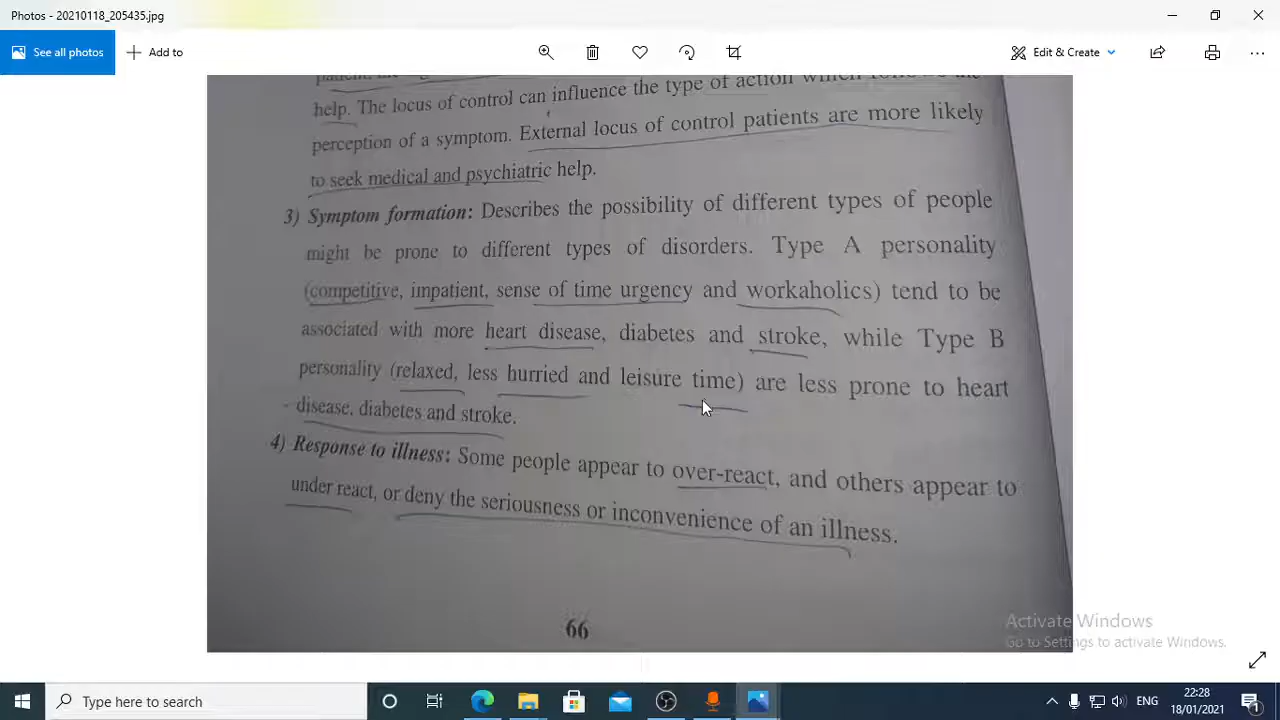 Photos - 20210118_205435.jpg
See all photos
Add to
Edit & Create
help. The locus of control can influence the type of action which
perception of a symptom. External locus of control patients are more likely
to seek medical and psychiatric help.
3) Symptom formation: Describes the possibility of different types of people
might be prone to different types of disorders. Type A personality
(competitive, impatient, sense of time urgency and workaholics) tend to be
associated with more heart disease, diabetes and stroke, while Type B
personality (relaxed, less hurried and leisure time) are less prone to heart
disease, diabetes and stroke.
4) Response to illness: Some people appear to over-react, and others appear to
under react, or deny the seriousness or inconvenience of an illness.
66
Activate Windows
Go to Settings to activate Windows.
Type here to search
ENG
22:28
18/01/2021
1